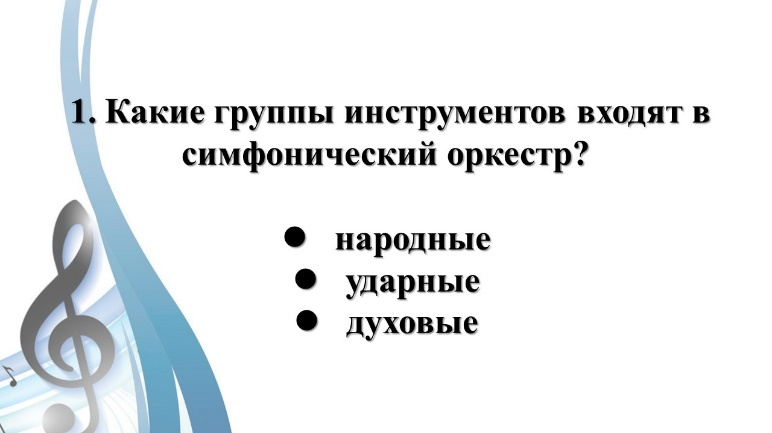 1. Какие группы инструментов входят в
симфонический оркестр?
● народные
● ударные
● духовые